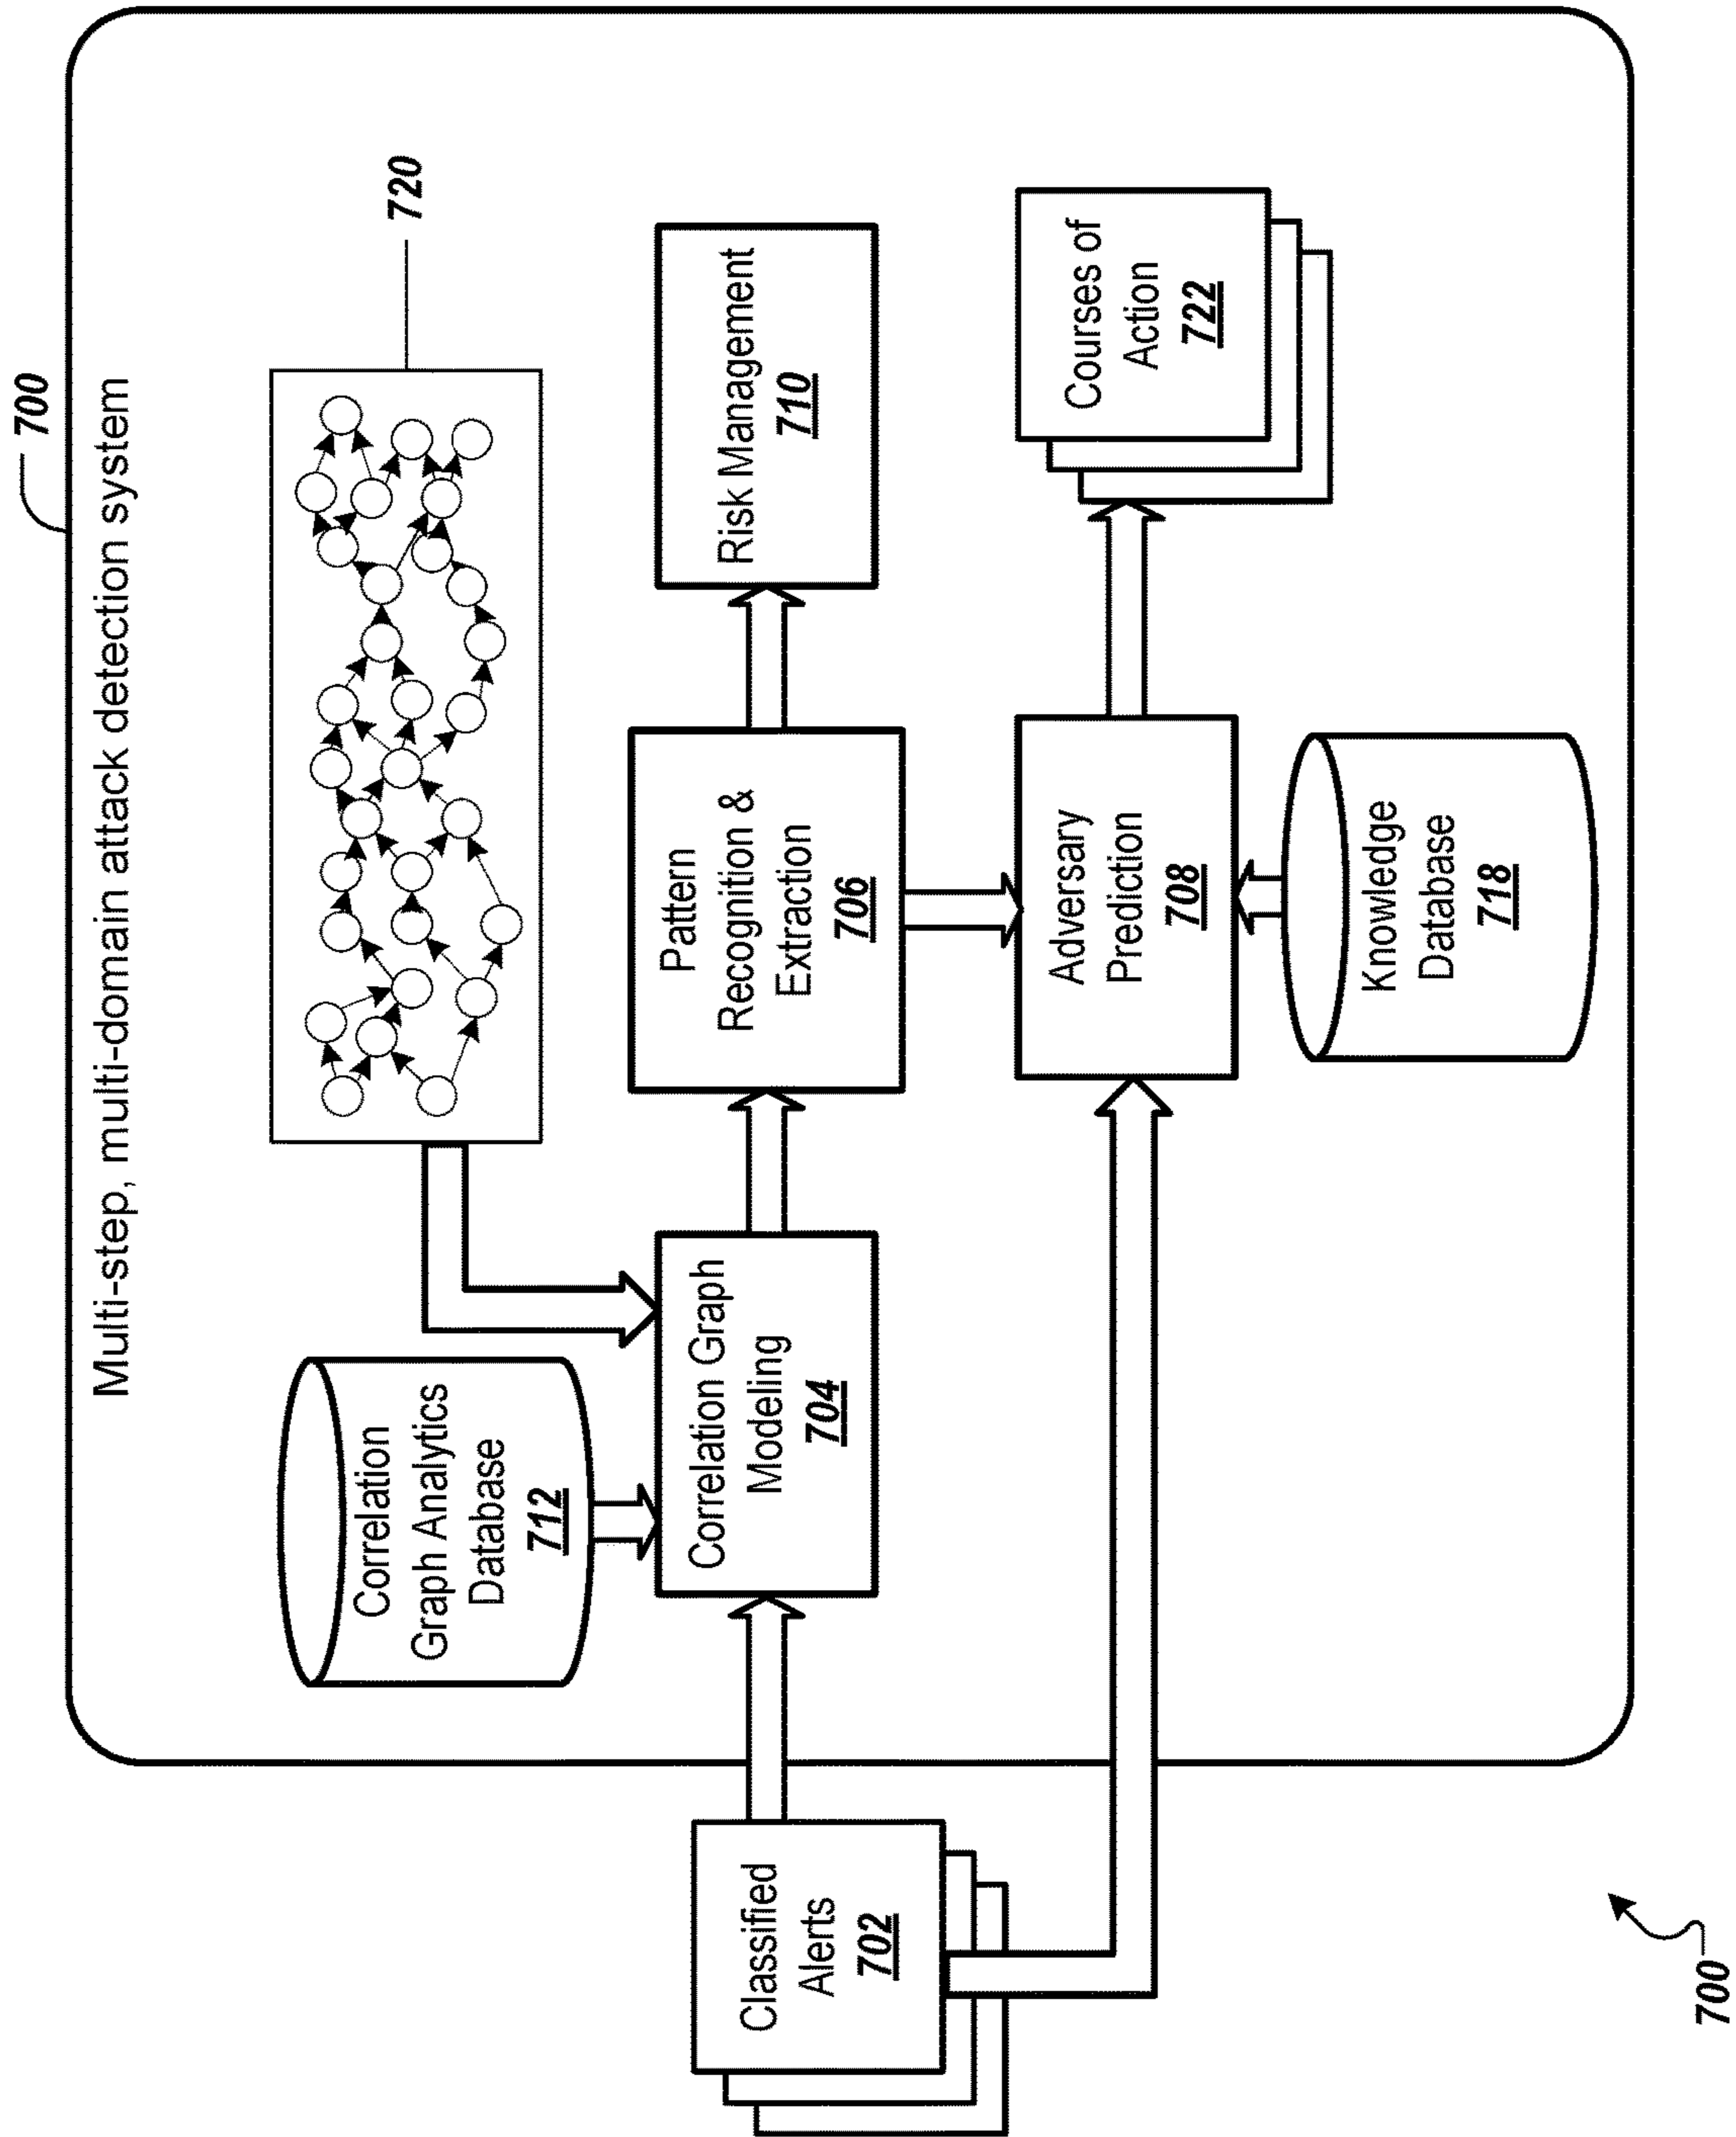 700
Multi-step, multi-domain attack detection system
720
Correlation
Graph Analytics
Database
712
Classified
Alerts
702
Correlation Graph
Modeling
704
Pattern
Recognition &
Extraction
706
Risk Management
710
Adversary
Prediction
708
Courses of
Action
722
Knowledge
Database
718
700